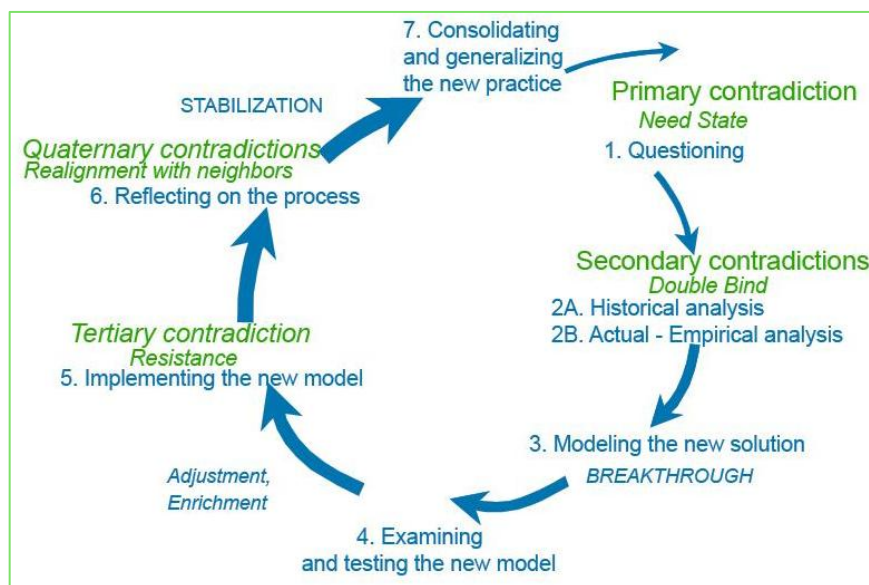 7. Consolidating
and generalizing
the new practice
Primary contradiction
Need State
1. Questioning
Secondary contradictions
Double Bind
2A. Historical analysis
2B. Actual - Empirical analysis
3. Modeling the new solution
BREAKTHROUGH
4. Examining
and testing the new model
Adjustment,
Enrichment
Tertiary contradiction
Resistance
5. Implementing the new model
Quaternary contradictions
Realignment with neighbors
6. Reflecting on the process
STABILIZATION